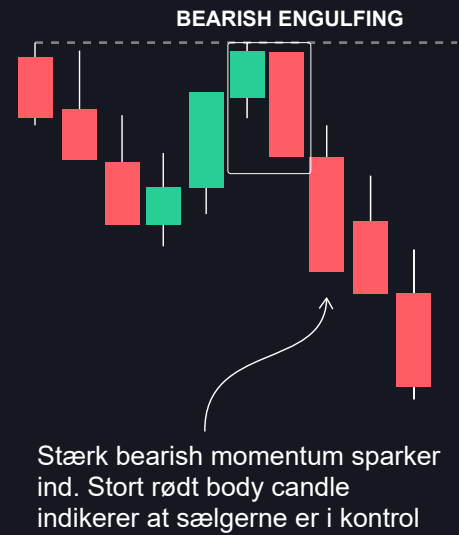 BEARISH ENGULFING
Stærk bearish momentum sparker
ind. Stort rødt body candle
indikerer at sælgerne er i kontrol